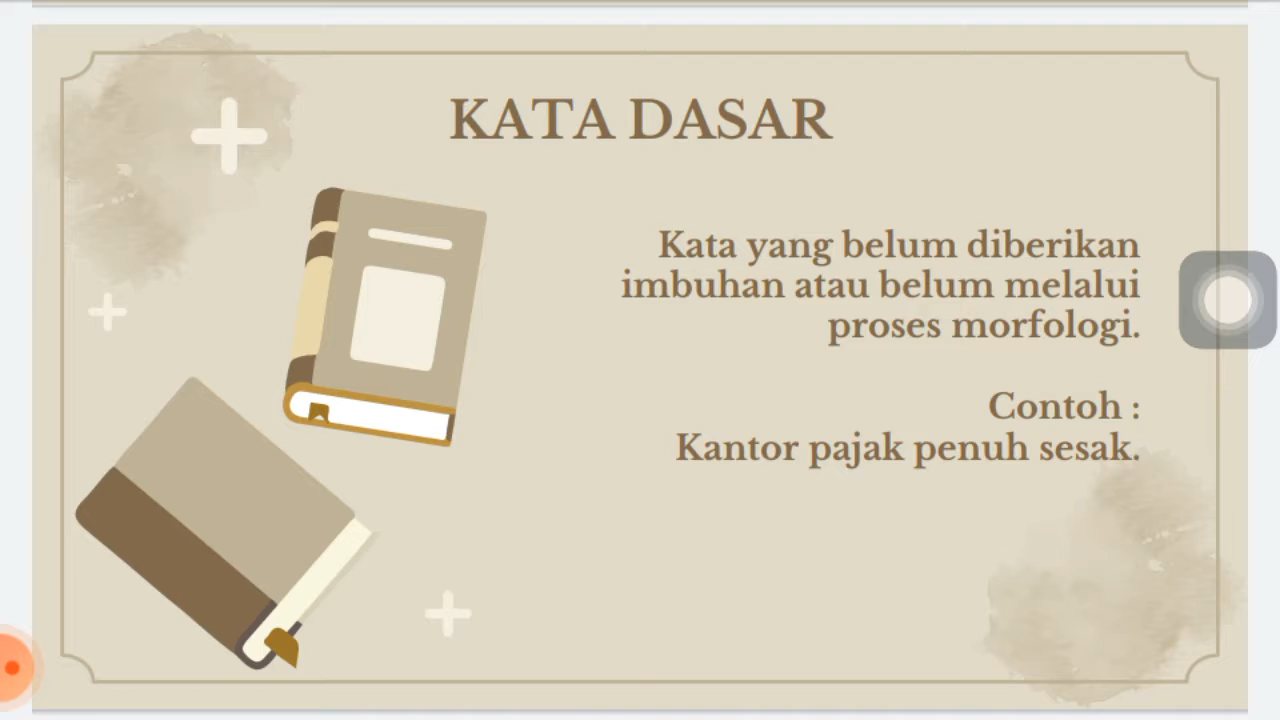 KATA DASAR
Kata yang belum diberikan
imbuhan atau belum melalui
proses morfologi.
Contoh :
Kantor pajak penuh sesak.